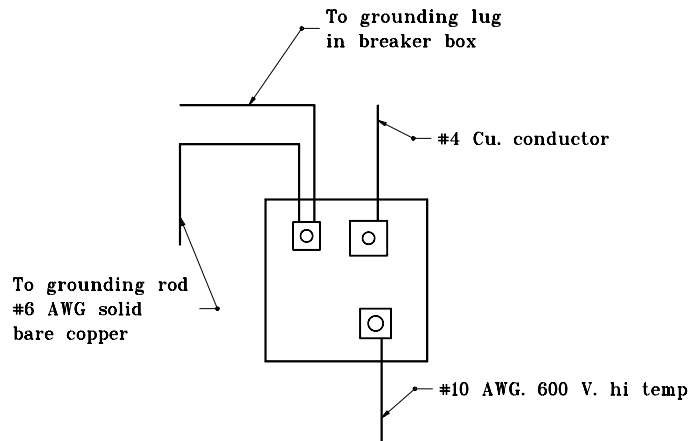 To grounding lug
in breaker box
#4 Cu. conductor
To grounding rod
#6 AWG solid
bare copper
#10 AWG. 600 V. hi temp